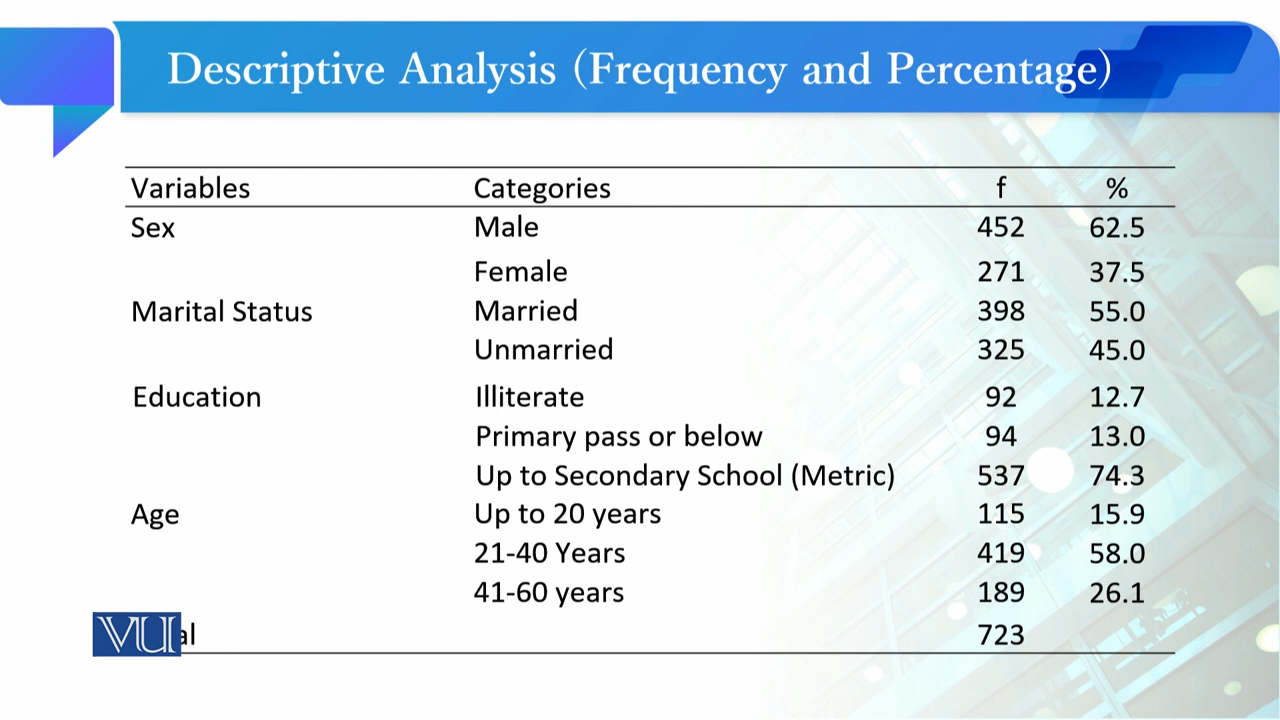 Descriptive Analysis (Frequency and Percentage)
Variables Categories f %
Sex Male 452 62.5
Female 271 37.5
Marital Status Married 398 55.0
Unmarried 325 45.0
Education Illiterate 92 12.7
Primary pass or below 94 13.0
Up to Secondary School (Metric) 537 74.3
Age Up to 20 years 115 15.9
21-40 Years 419 58.0
41-60 years 189 26.1
VU 723